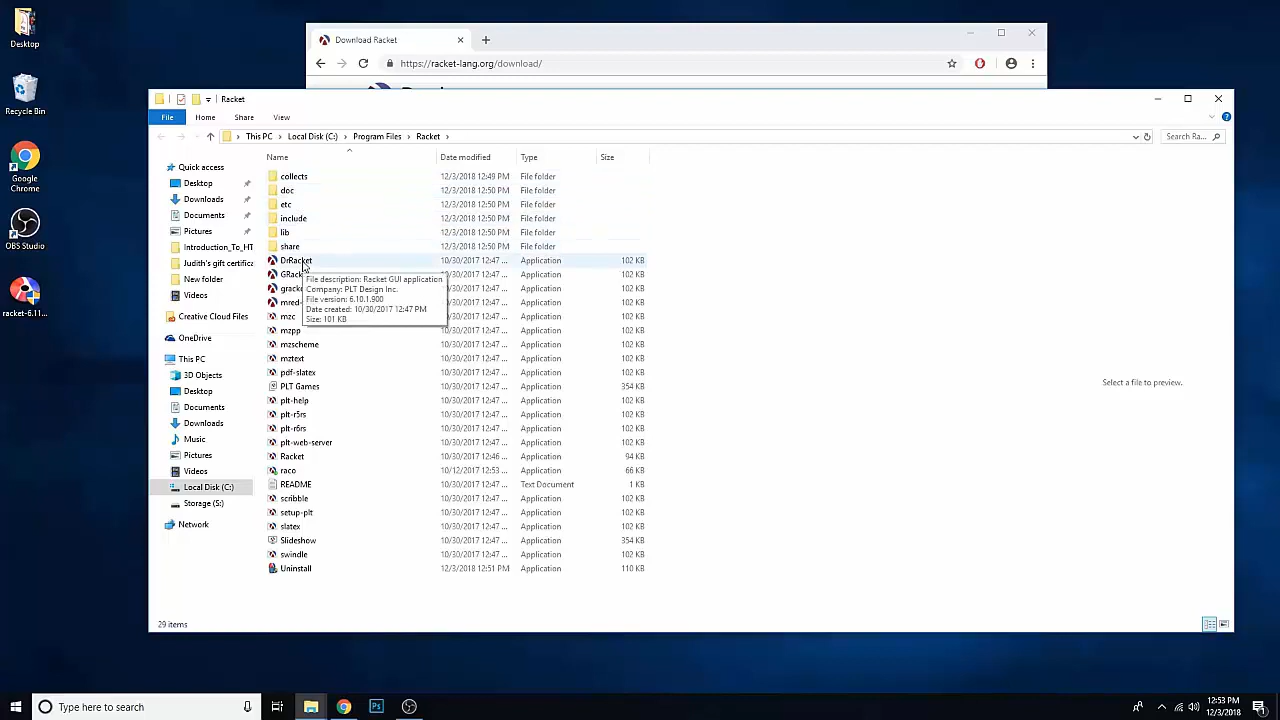 Desktop
Recycle Bin
Google
Chrome
OBS Studio
racket-6.11...
Download Racket
https://racket-lang.org/download/
Racket
File Home Share View
This PC Local Disk (C:) Program Files Racket
Search Ra...
Quick access
Desktop
Downloads
Documents
Pictures
Introduction_To_HT
Judith's gift certifica
New folder
Videos
Creative Cloud Files
OneDrive
This PC
3D Objects
Desktop
Documents
Downloads
Music
Pictures
Videos
Local Disk (C:)
Storage (S:)
Network
Name Date modified Type Size
collects 12/3/2018 12:49 PM File folder
doc 12/3/2018 12:50 PM File folder
etc 12/3/2018 12:50 PM File folder
include 12/3/2018 12:50 PM File folder
lib 12/3/2018 12:50 PM File folder
share 12/3/2018 12:50 PM File folder
DrRacket 10/30/2017 12:47 ... Application 102 KB
GRack 10/30/2017 12:47 ... Application 102 KB
grack 10/30/2017 12:47 ... Application 102 KB
mred- 10/30/2017 12:47 ... Application 102 KB
mzc 10/30/2017 12:47 ... Application 102 KB
mzpp 10/30/2017 12:47 ... Application 102 KB
mzscheme 10/30/2017 12:47 ... Application 102 KB
mztext 10/30/2017 12:47 ... Application 102 KB
pdf-slatex 10/30/2017 12:47 ... Application 102 KB
PLT Games 10/30/2017 12:47 ... Application 354 KB
plt-help 10/30/2017 12:47 ... Application 102 KB
plt-r5rs 10/30/2017 12:47 ... Application 102 KB
plt-r6rs 10/30/2017 12:47 ... Application 102 KB
plt-web-server 10/30/2017 12:47 ... Application 102 KB
Racket 10/30/2017 12:46 ... Application 94 KB
raco 10/12/2017 12:53 ... Application 66 KB
README 10/30/2017 12:47 ... Text Document 1 KB
scribble 10/30/2017 12:47 ... Application 102 KB
setup-plt 10/30/2017 12:47 ... Application 102 KB
slatex 10/30/2017 12:47 ... Application 102 KB
Slideshow 10/30/2017 12:47 ... Application 354 KB
swindle 10/30/2017 12:47 ... Application 102 KB
Uninstall 12/3/2018 12:51 PM Application 110 KB
File description: Racket GUI application
Company: PLT Design Inc.
File version: 6.10.1.900
Date created: 10/30/2017 12:47 PM
Size: 101 KB
Select a file to preview.
29 items
Type here to search
Ps
12:53 PM
12/3/2018